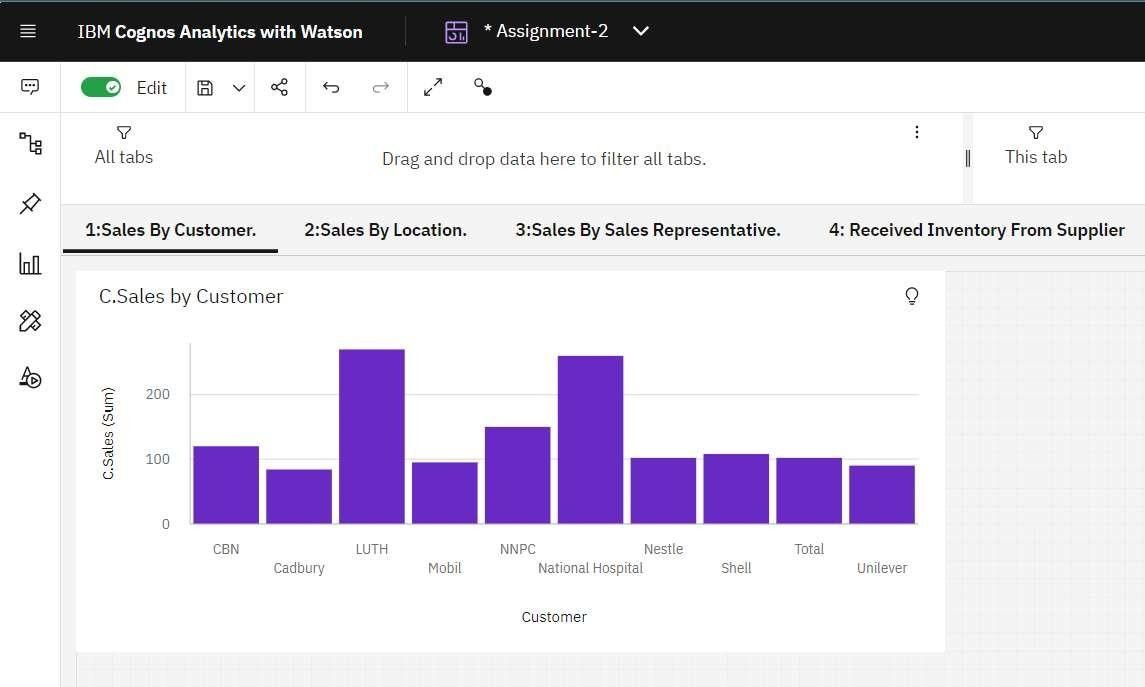 IBM Cognos Analytics with Watson
* Assignment-2
Edit
All tabs
Drag and drop data here to filter all tabs.
This tab
1:Sales By Customer.
2:Sales By Location.
3:Sales By Sales Representative.
4: Received Inventory From Supplier
C.Sales by Customer
C.Sales (Sum)
200
100
0
CBN
Cadbury
LUTH
Mobil
NNPC
National Hospital
Nestle
Shell
Total
Unilever
Customer